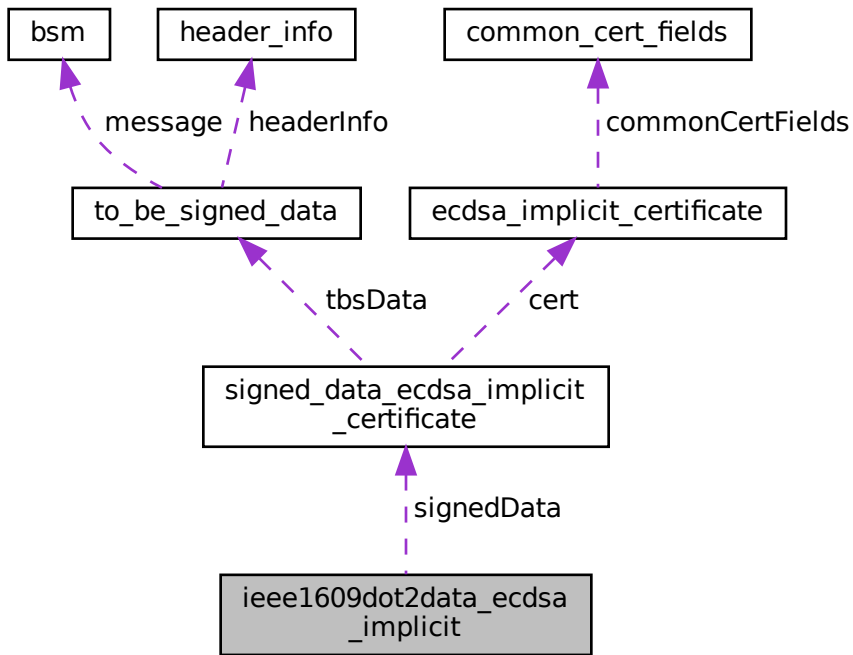 bsm
header_info
common_cert_fields
message
headerInfo
commonCertFields
to_be_signed_data
ecdsa_implicit_certificate
tbsData
cert
signed_data_ecdsa_implicit
_certificate
signedData
ieee1609dot2data_ecdsa
_implicit